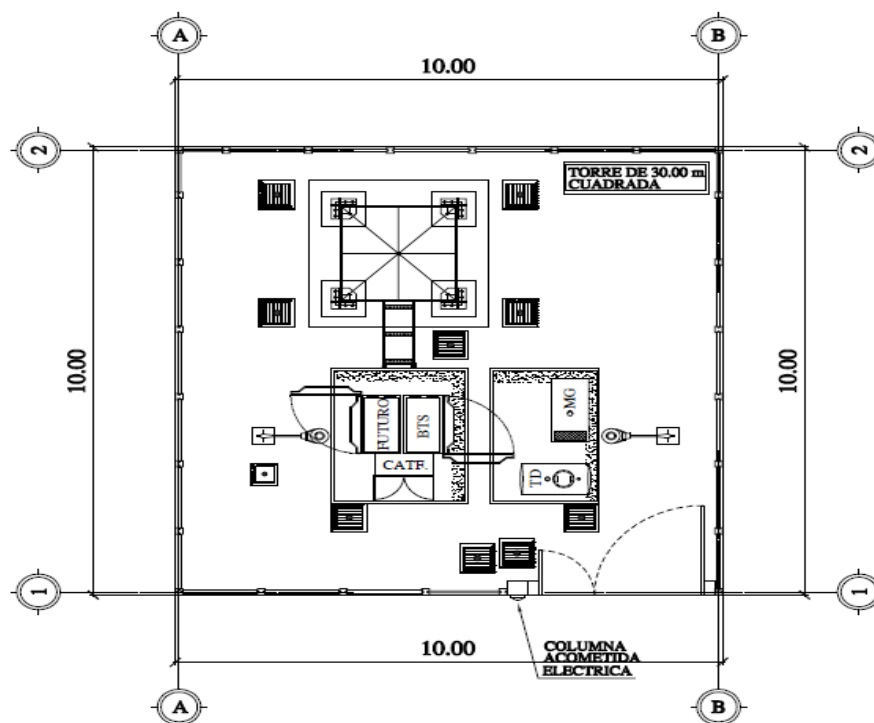 A
B
10.00
2
2
TORRE DE 30.00 m
CUADRADA
10.00
10.00
FUTURO
BTS
MG
CATF.
TD
1
1
10.00
COLUMNA
ACOMETIDA
ELECTRICA
A
B